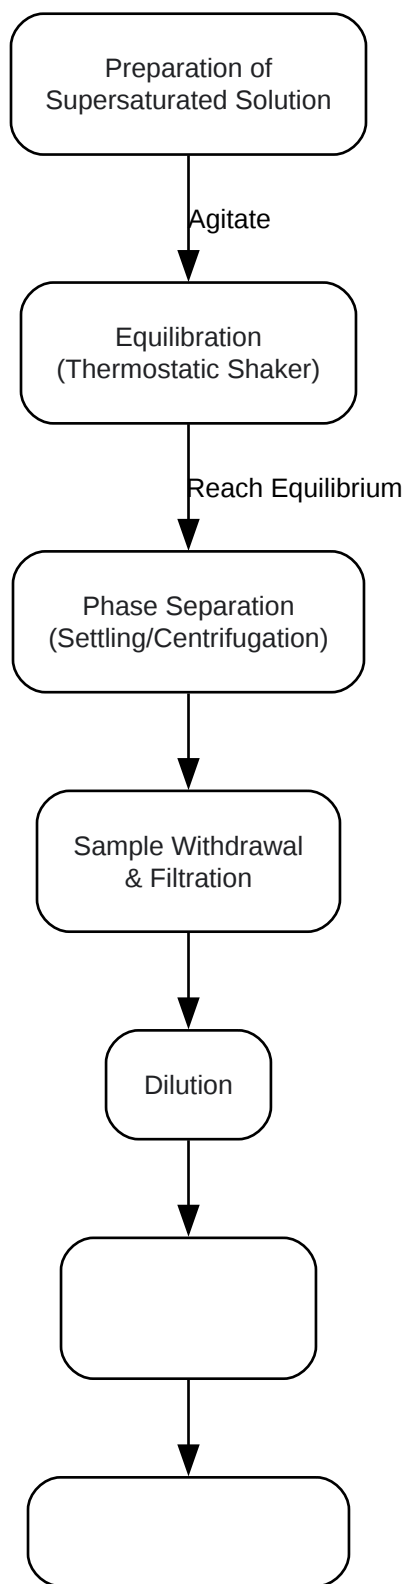 Preparation of
Supersaturated Solution
Agitate
Equilibration
(Thermostatic Shaker)
Reach Equilibrium
Phase Separation
(Settling/Centrifugation)
Sample Withdrawal
& Filtration
Dilution